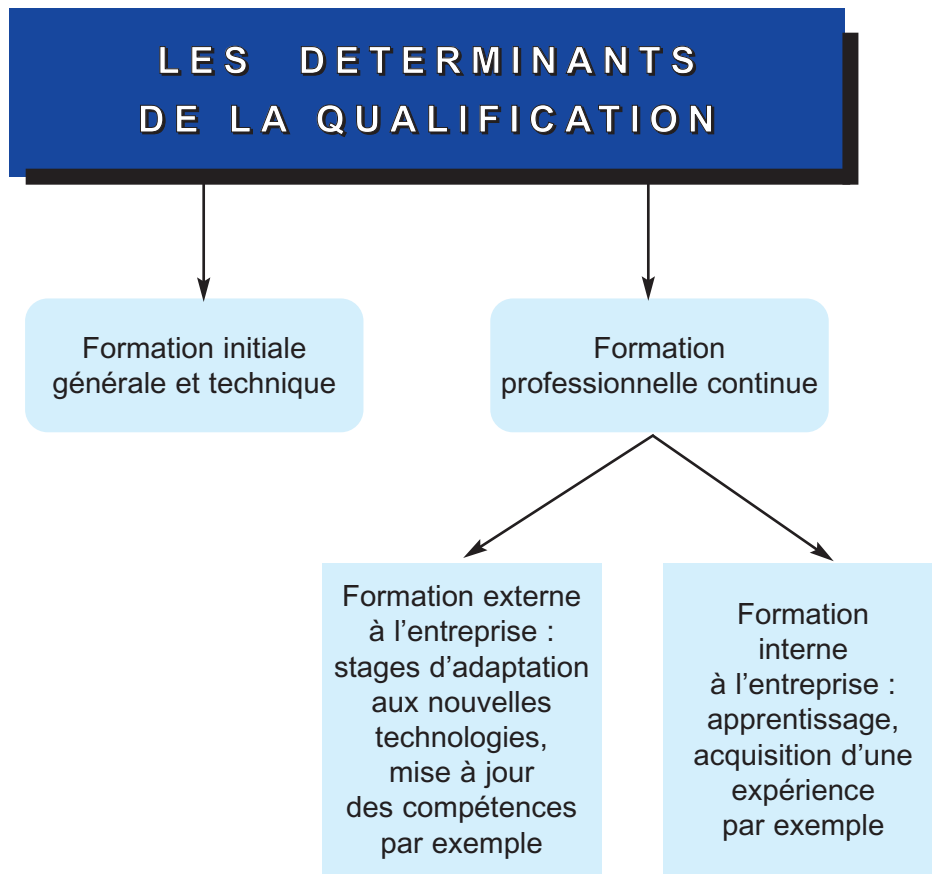 LES DETERMINANTS
DE LA QUALIFICATION
Formation initiale
générale et technique
Formation
professionnelle continue
Formation externe
à l’entreprise :
stages d’adaptation
aux nouvelles
technologies,
mise à jour
des compétences
par exemple
Formation
interne
à l’entreprise :
apprentissage,
acquisition d’une
expérience
par exemple